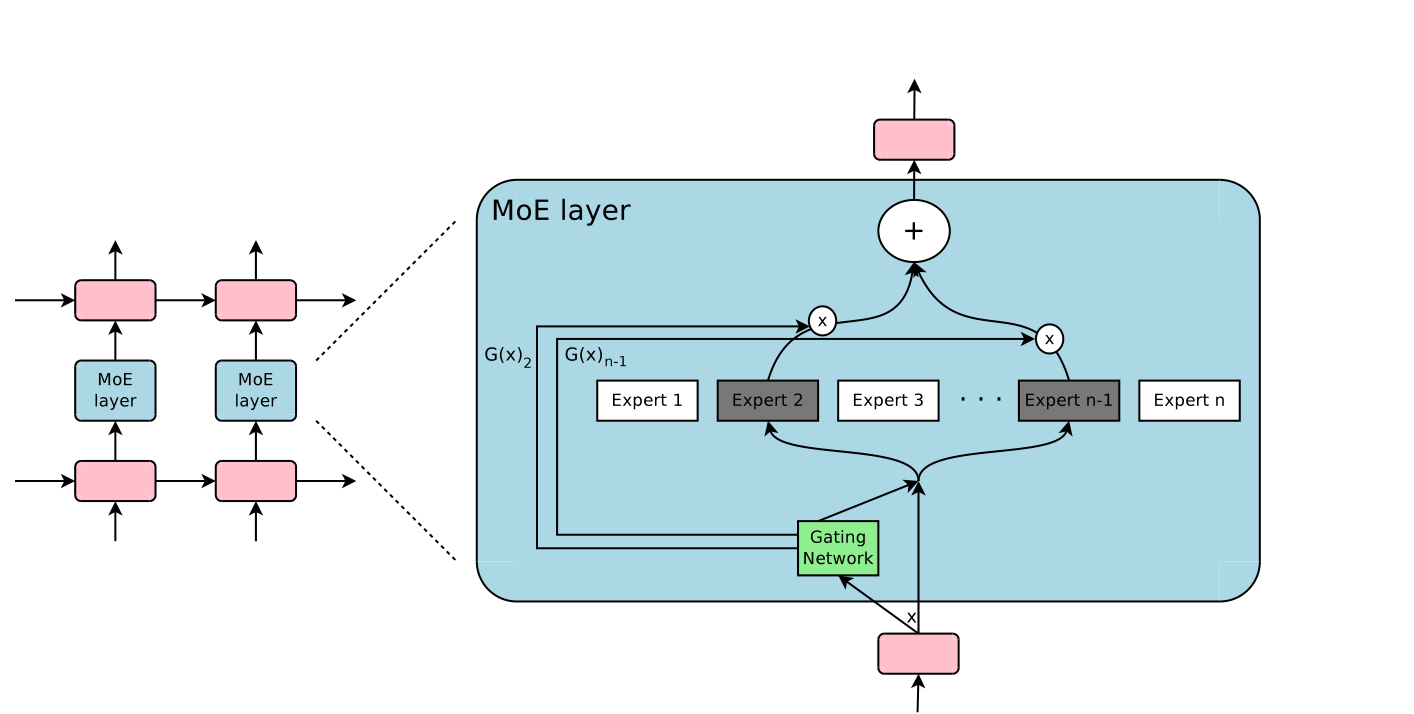 MoE layer
+
x
x
G(x)2
G(x)n-1
MoE
layer
MoE
layer
Expert 1
Expert 2
Expert 3
. . .
Expert n-1
Expert n
Gating
Network
x